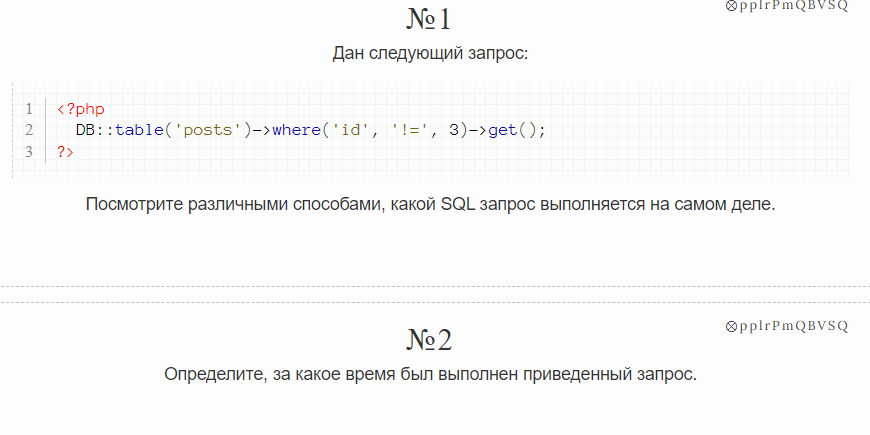 ⊗pplrPmQBVSQ
№1
Дан следующий запрос:
1 <?php
2 DB::table('posts')->where('id', '!=', 3)->get();
3 ?>
Посмотрите различными способами, какой SQL запрос выполняется на самом деле.
⊗pplrPmQBVSQ
№2
Определите, за какое время был выполнен приведенный запрос.